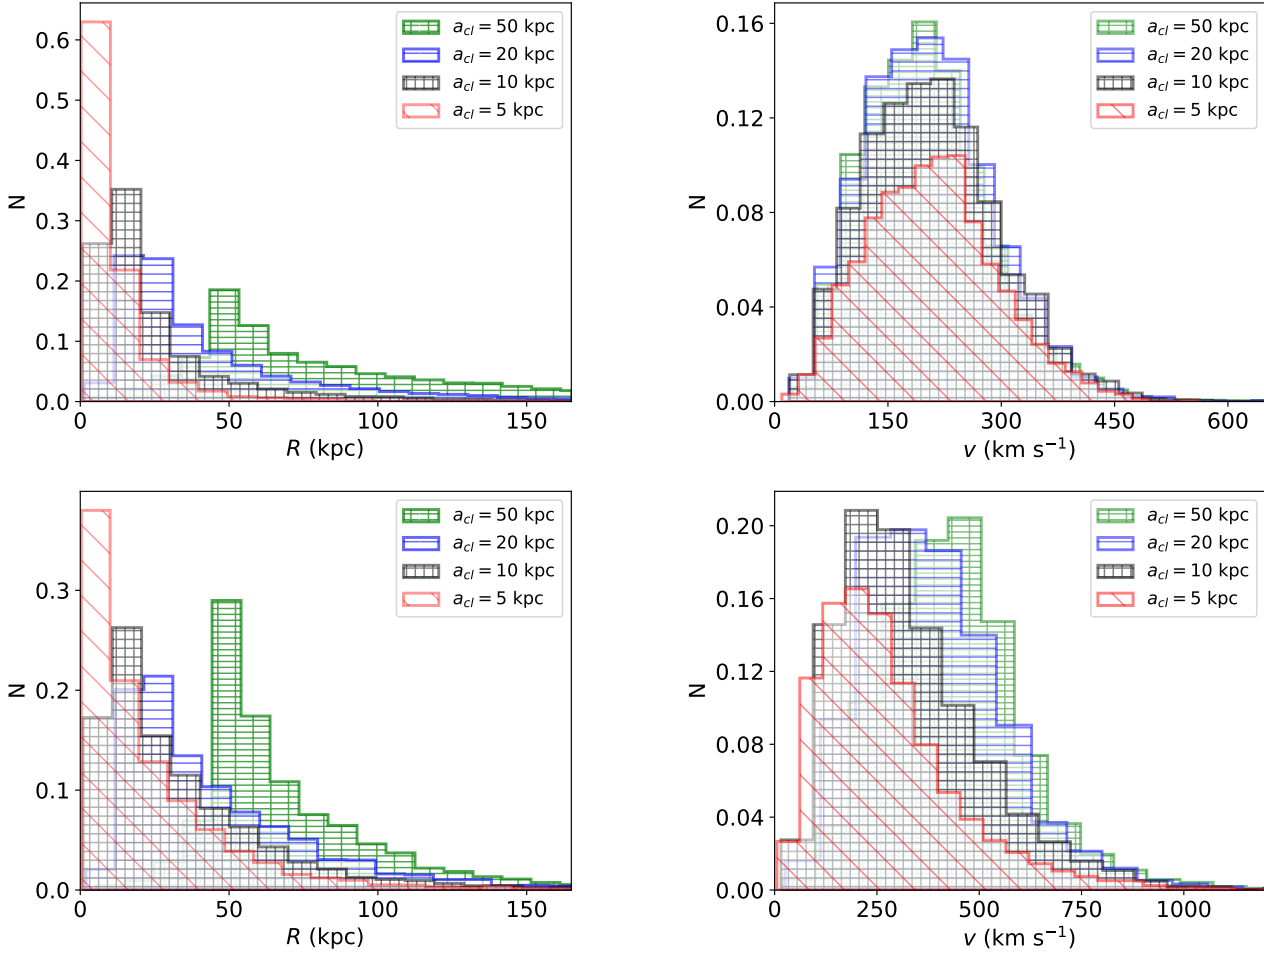 0.6
0.5
0.4
0.3
0.2
0.1
0.0
N
0 50 100 150
R (kpc)
a_cl = 50 kpc
a_cl = 20 kpc
a_cl = 10 kpc
a_cl = 5 kpc
0.16
0.12
0.08
0.04
0.00
N
0 150 300 450 600
v (km s⁻¹)
a_cl = 50 kpc
a_cl = 20 kpc
a_cl = 10 kpc
a_cl = 5 kpc
0.3
0.2
0.1
0.0
N
0 50 100 150
R (kpc)
a_cl = 50 kpc
a_cl = 20 kpc
a_cl = 10 kpc
a_cl = 5 kpc
0.20
0.16
0.12
0.08
0.04
0.00
N
0 250 500 750 1000
v (km s⁻¹)
a_cl = 50 kpc
a_cl = 20 kpc
a_cl = 10 kpc
a_cl = 5 kpc